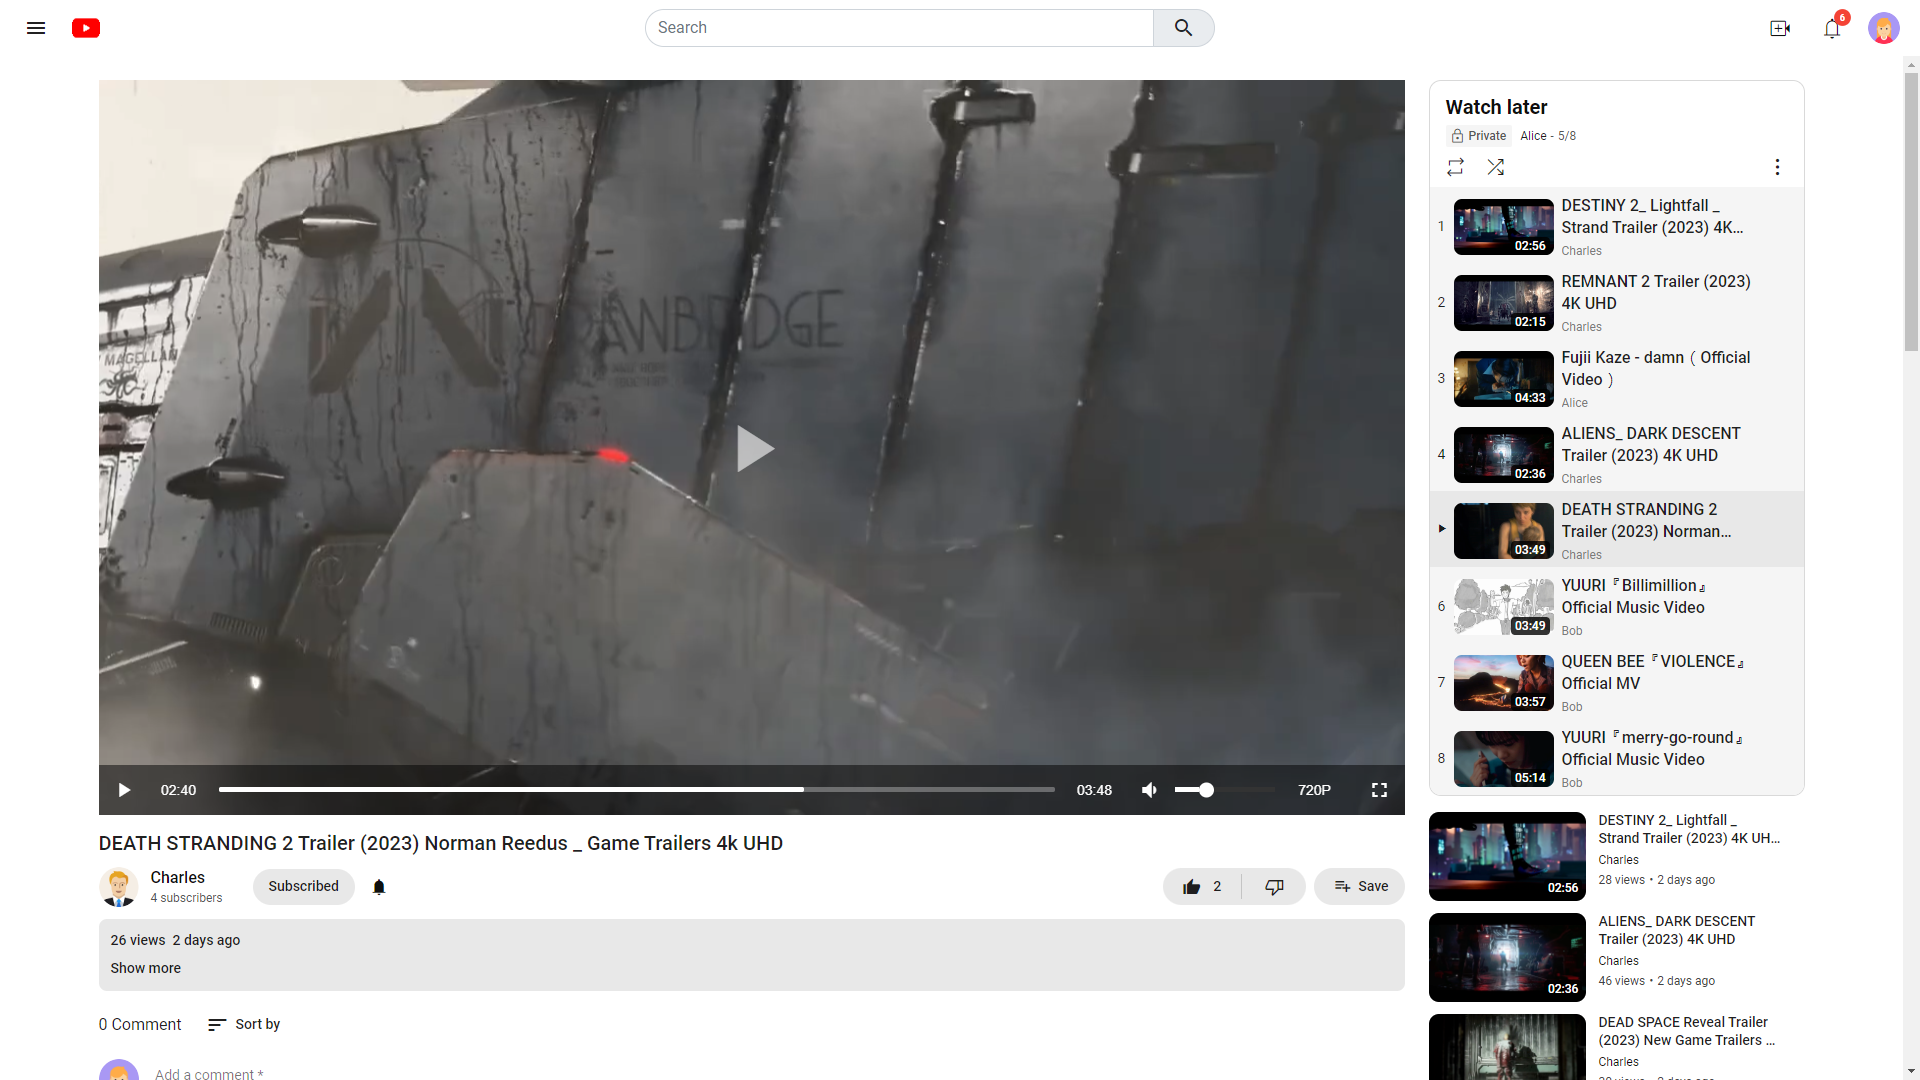 Search
6
MAGELLAN
02:40
03:48
720P
DEATH STRANDING 2 Trailer (2023) Norman Reedus _ Game Trailers 4k UHD
Charles
4 subscribers
Subscribed
2
Save
26 views 2 days ago
Show more
0 Comment
Sort by
Add a comment *
Watch later
Private
Alice - 5/8
1
02:56
DESTINY 2_ Lightfall _
Strand Trailer (2023) 4K...
Charles
2
02:15
REMNANT 2 Trailer (2023)
4K UHD
Charles
3
04:33
Fujii Kaze - damn（Official
Video）
Alice
4
02:36
ALIENS_ DARK DESCENT
Trailer (2023) 4K UHD
Charles
03:49
DEATH STRANDING 2
Trailer (2023) Norman...
Charles
6
03:49
YUURI『Billimillion』
Official Music Video
Bob
7
03:57
QUEEN BEE『VIOLENCE』
Official MV
Bob
8
05:14
YUURI『merry-go-round』
Official Music Video
Bob
02:56
DESTINY 2_ Lightfall _
Strand Trailer (2023) 4K UH...
Charles
28 views • 2 days ago
02:36
ALIENS_ DARK DESCENT
Trailer (2023) 4K UHD
Charles
46 views • 2 days ago
DEAD SPACE Reveal Trailer
(2023) New Game Trailers ...
Charles